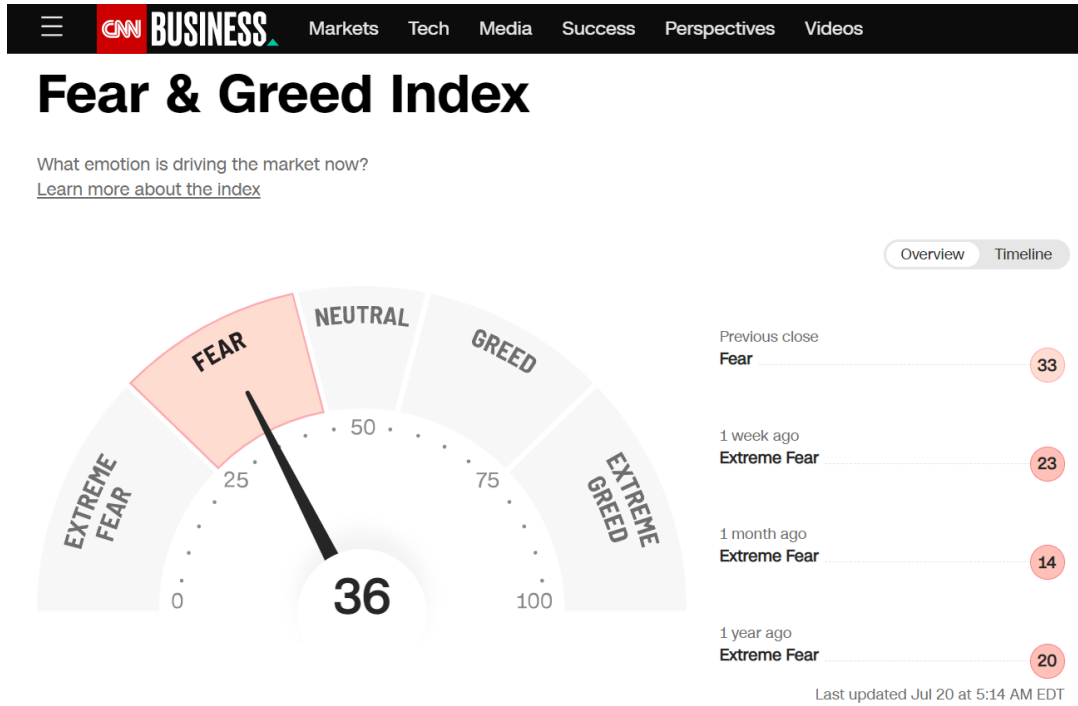 CNN BUSINESS Markets Tech Media Success Perspectives Videos
Fear & Greed Index
What emotion is driving the market now?
Learn more about the index
Overview Timeline
EXTREME
FEAR
FEAR
NEUTRAL
GREED
EXTREME
GREED
0
25
50
75
100
36
Previous close
Fear 33
1 week ago
Extreme Fear 23
1 month ago
Extreme Fear 14
1 year ago
Extreme Fear 20
Last updated Jul 20 at 5:14 AM EDT